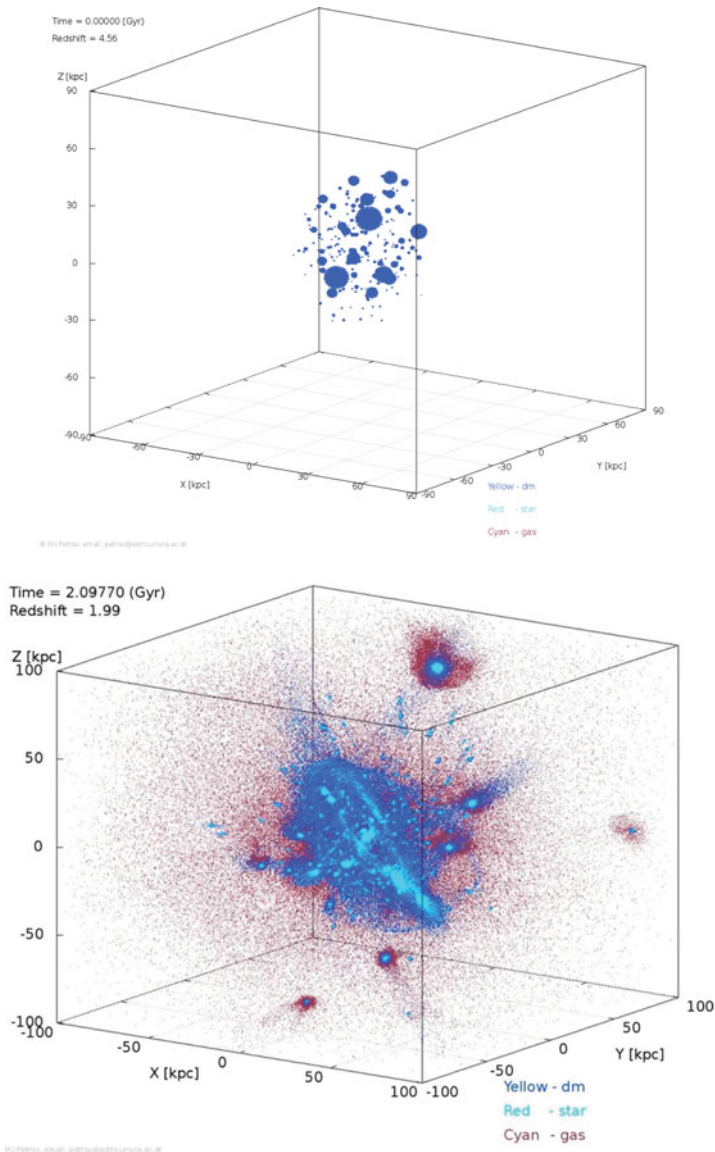 Time = 0.00000 (Gyr)
Redshift = 4.56
Z [kpc]
90
60
30
0
-30
-60
-90
-90
-60
-30
0
30
60
90
X [kpc]
-90
-60
-30
0
30
60
90
Y [kpc]
Yellow - dm
Red - star
Cyan - gas
Time = 2.09770 (Gyr)
Redshift = 1.99
Z [kpc]
100
50
0
-50
-100
-100
-50
0
50
100
X [kpc]
-100
-50
0
50
100
Y [kpc]
Yellow - dm
Red - star
Cyan - gas